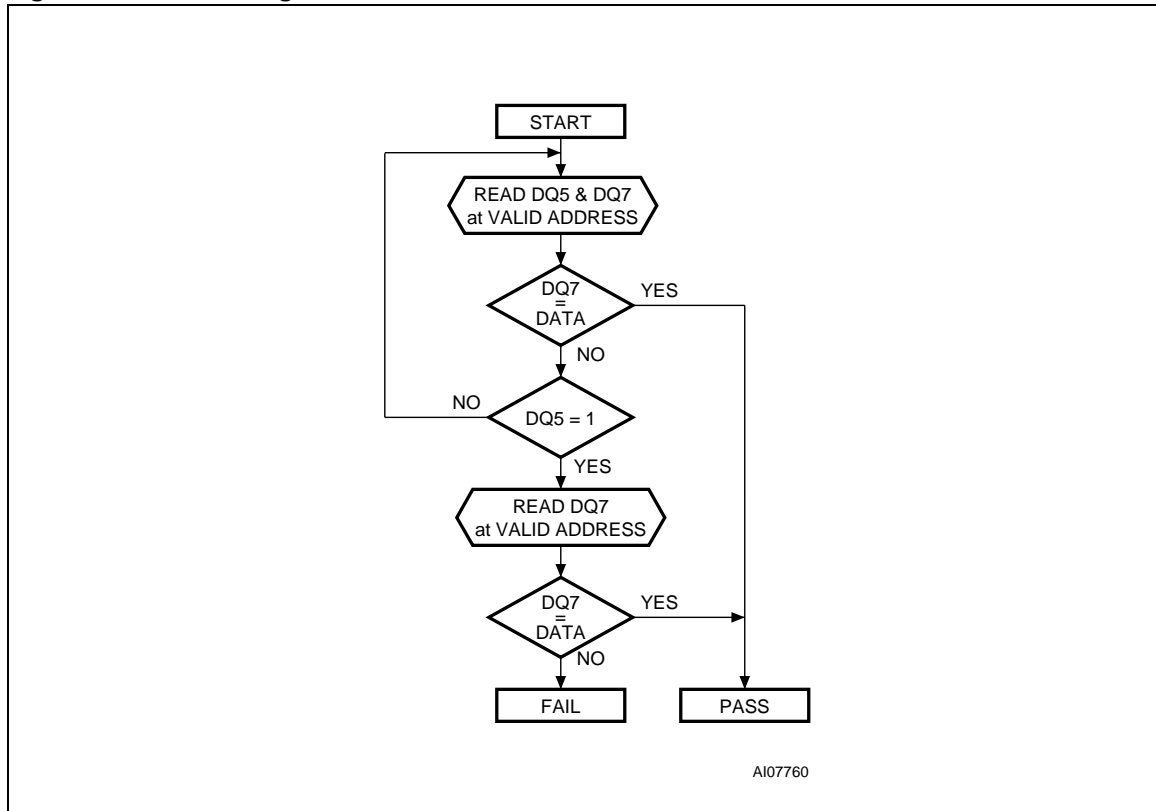 START
READ DQ5 & DQ7
at VALID ADDRESS
DQ7
=
DATA
YES
NO
DQ5 = 1
NO
YES
READ DQ7
at VALID ADDRESS
DQ7
=
DATA
YES
NO
FAIL
PASS
AI07760